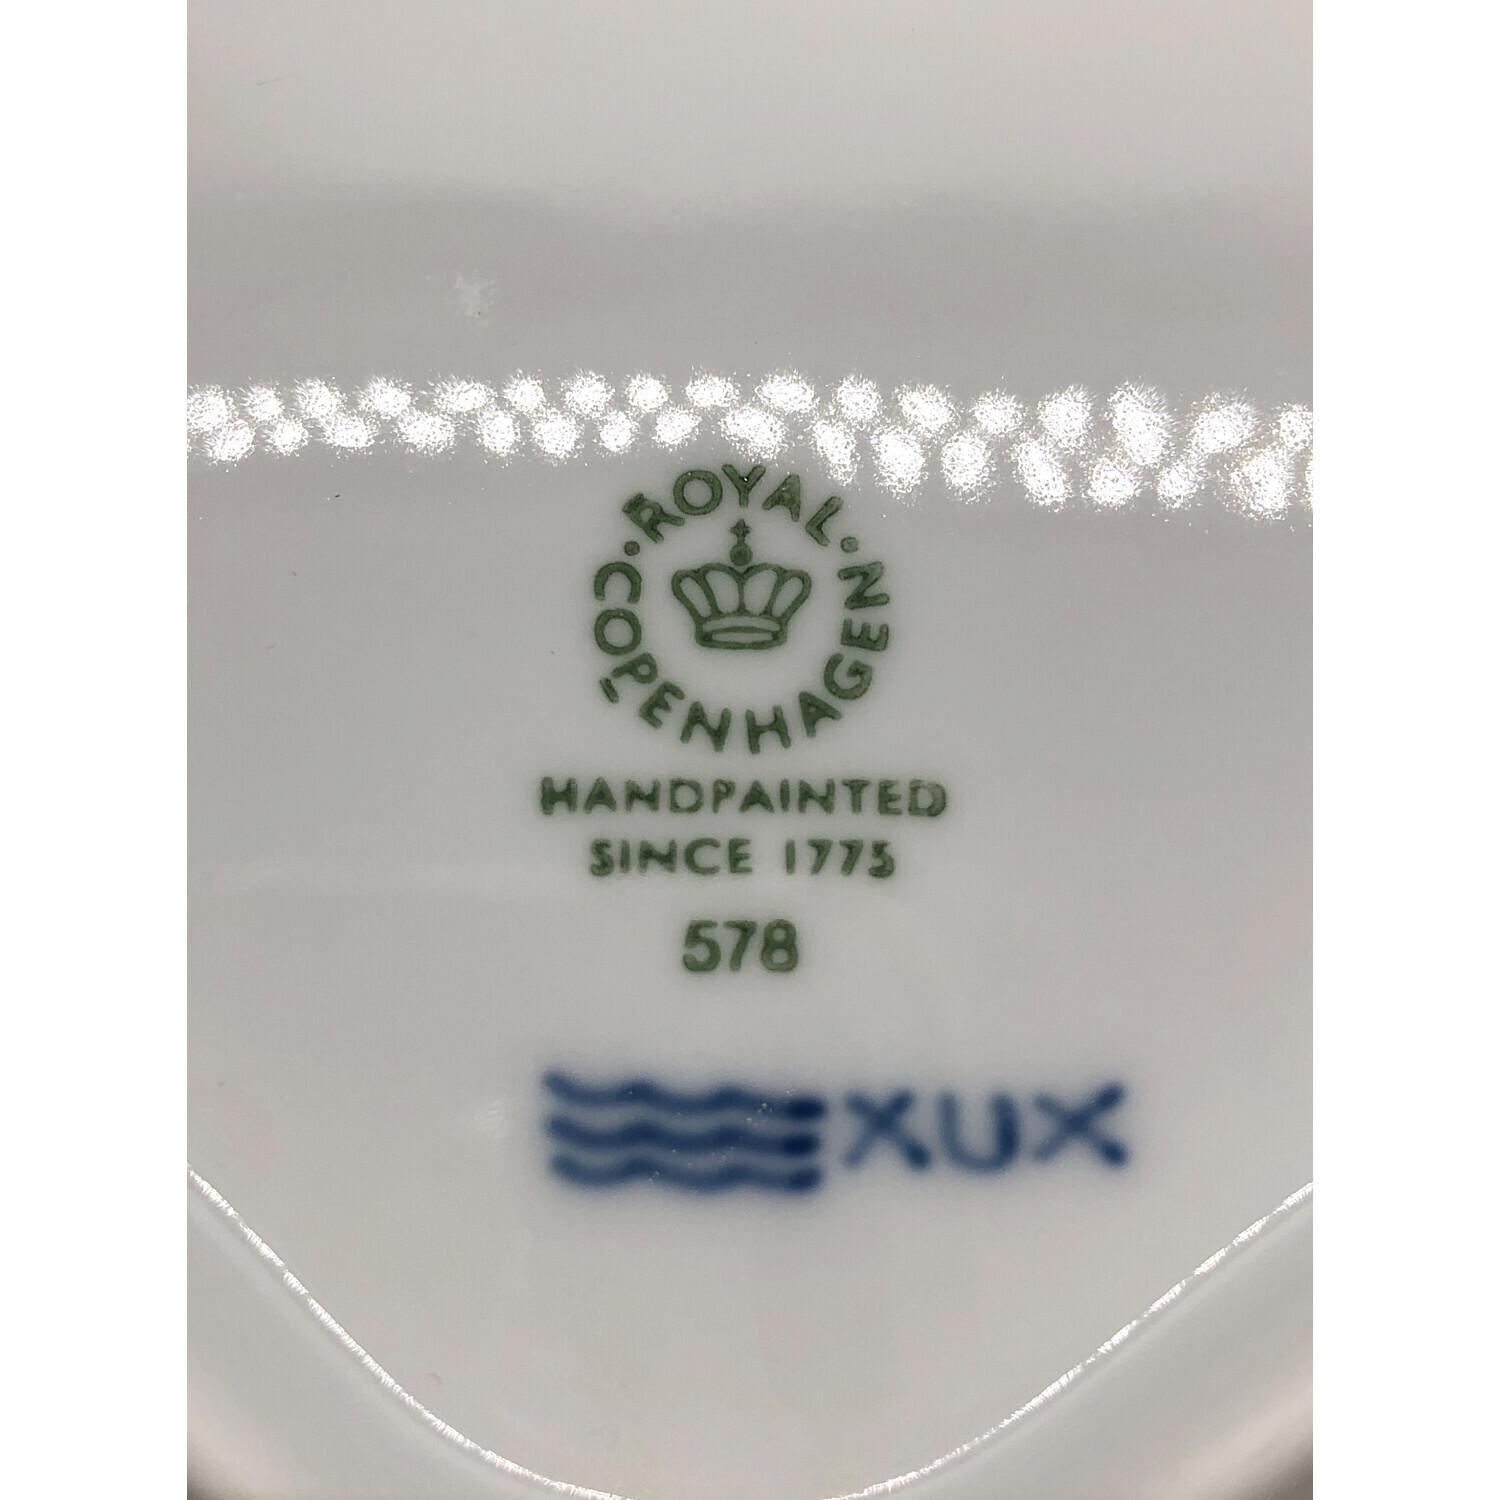 ROYAL · COPENHAGEN ·
HANDPAINTED
SINCE 1775
578
XUX